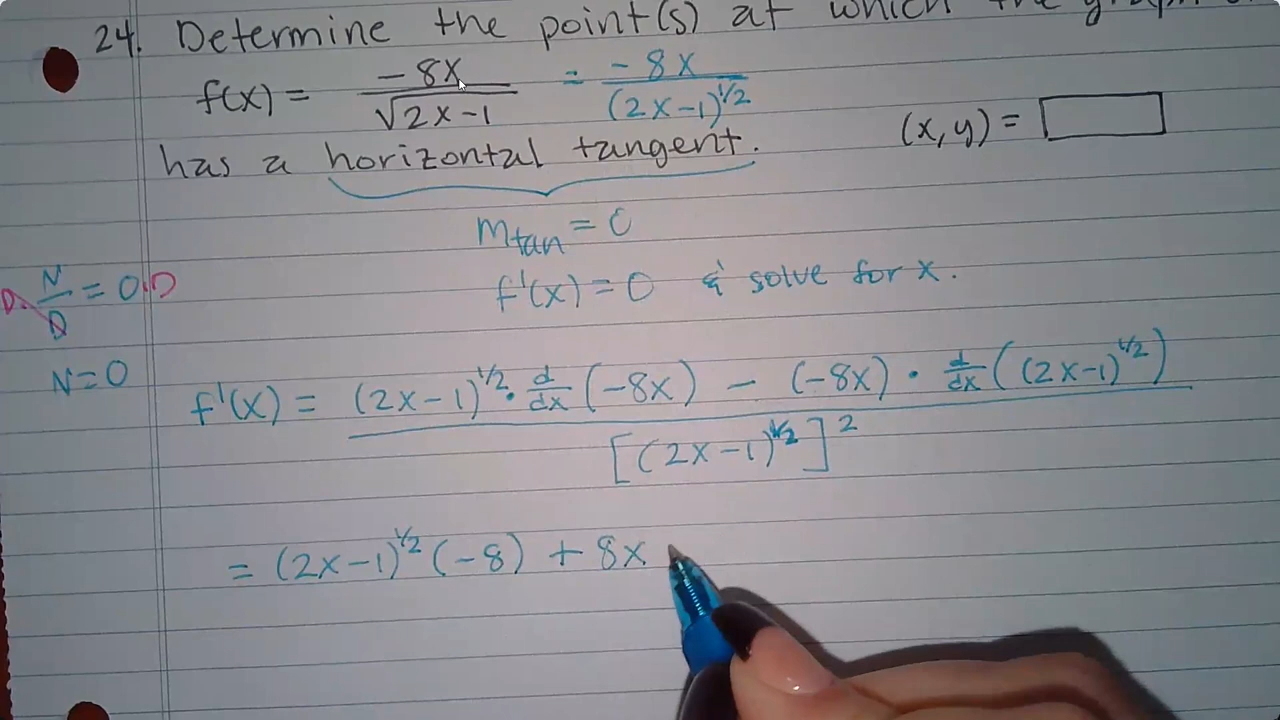 24. Determine the point(s) at which the graph
f(x) = -8x / √(2x-1) = -8x / (2x-1)^1/2
(x,y) =
has a horizontal tangent.
m_tan = 0
f'(x) = 0 & solve for x.
D. N/D = 0.D
N=0
f'(x) = (2x-1)^1/2 · d/dx (-8x) - (-8x) · d/dx ((2x-1)^1/2) / [(2x-1)^1/2]^2
= (2x-1)^1/2 (-8) + 8x